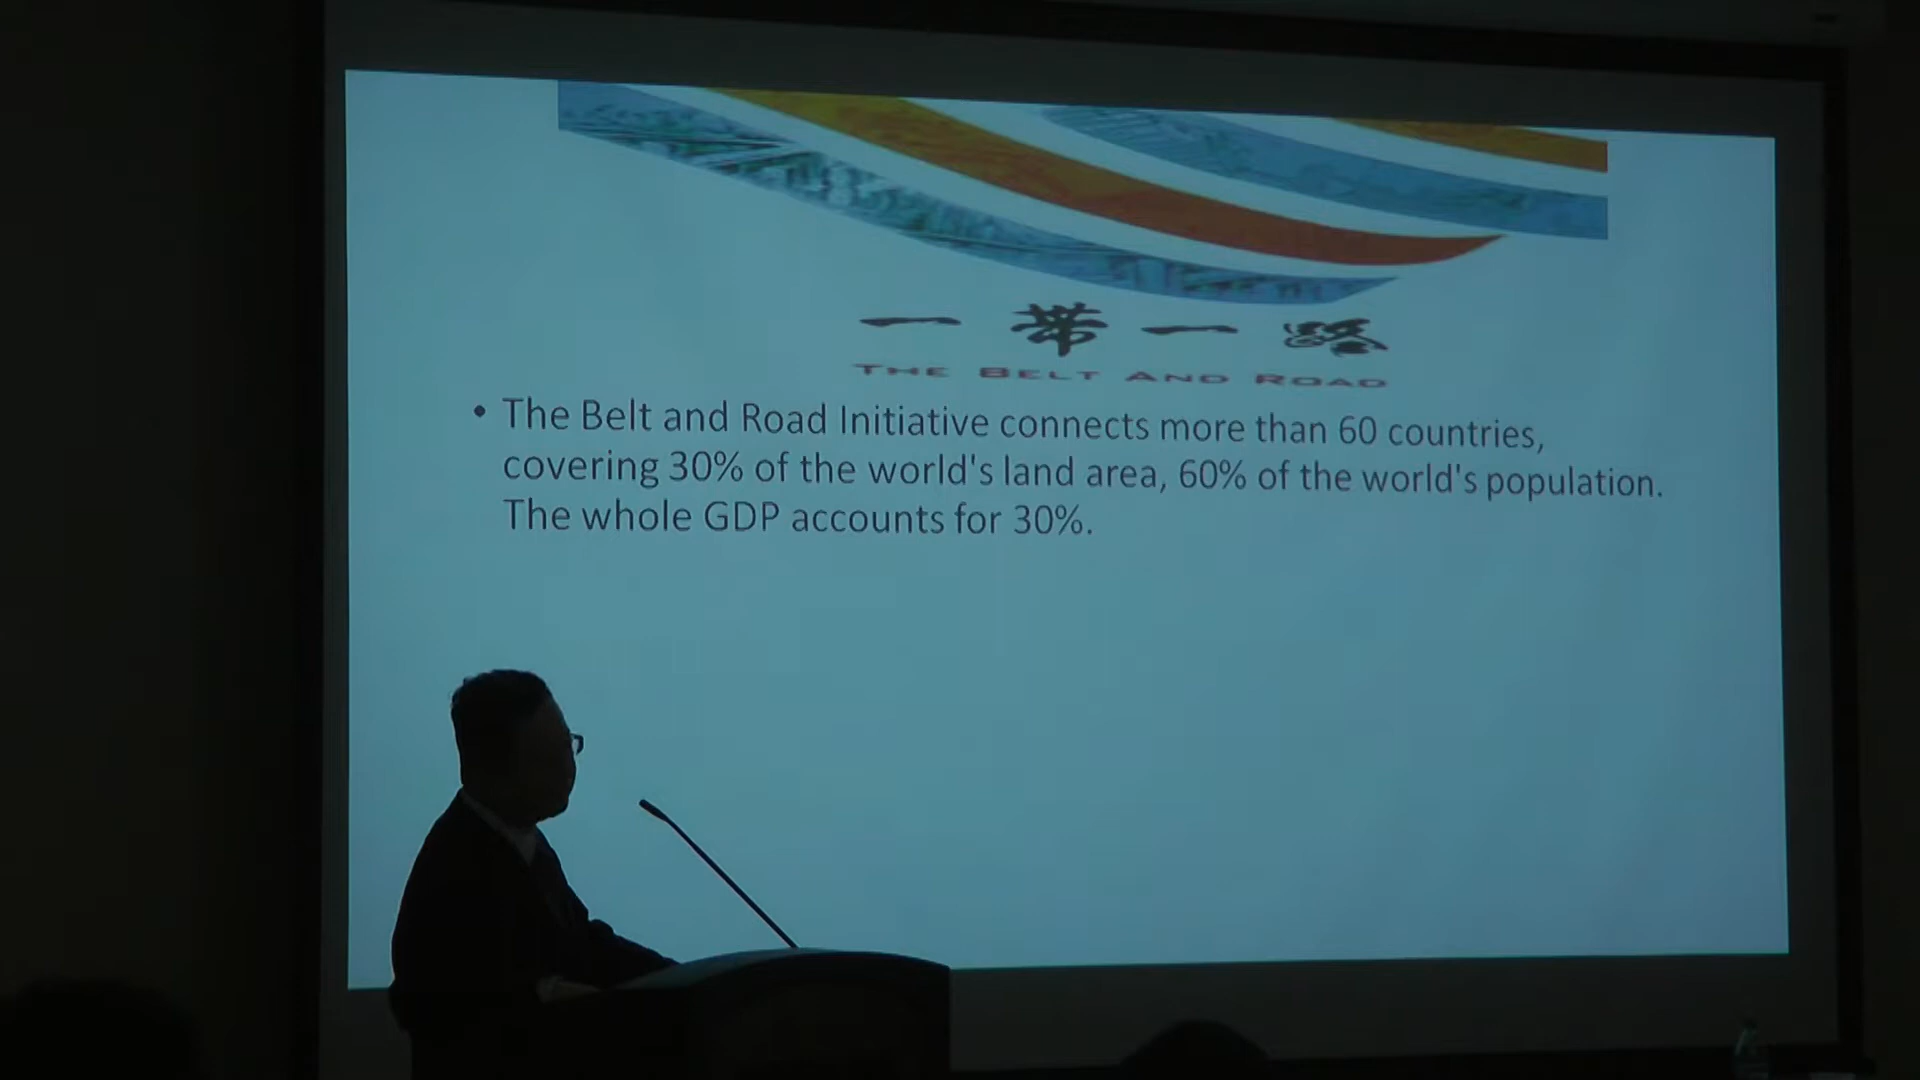 一带一路
THE BELT AND ROAD
• The Belt and Road Initiative connects more than 60 countries,
covering 30% of the world's land area, 60% of the world's population.
The whole GDP accounts for 30%.